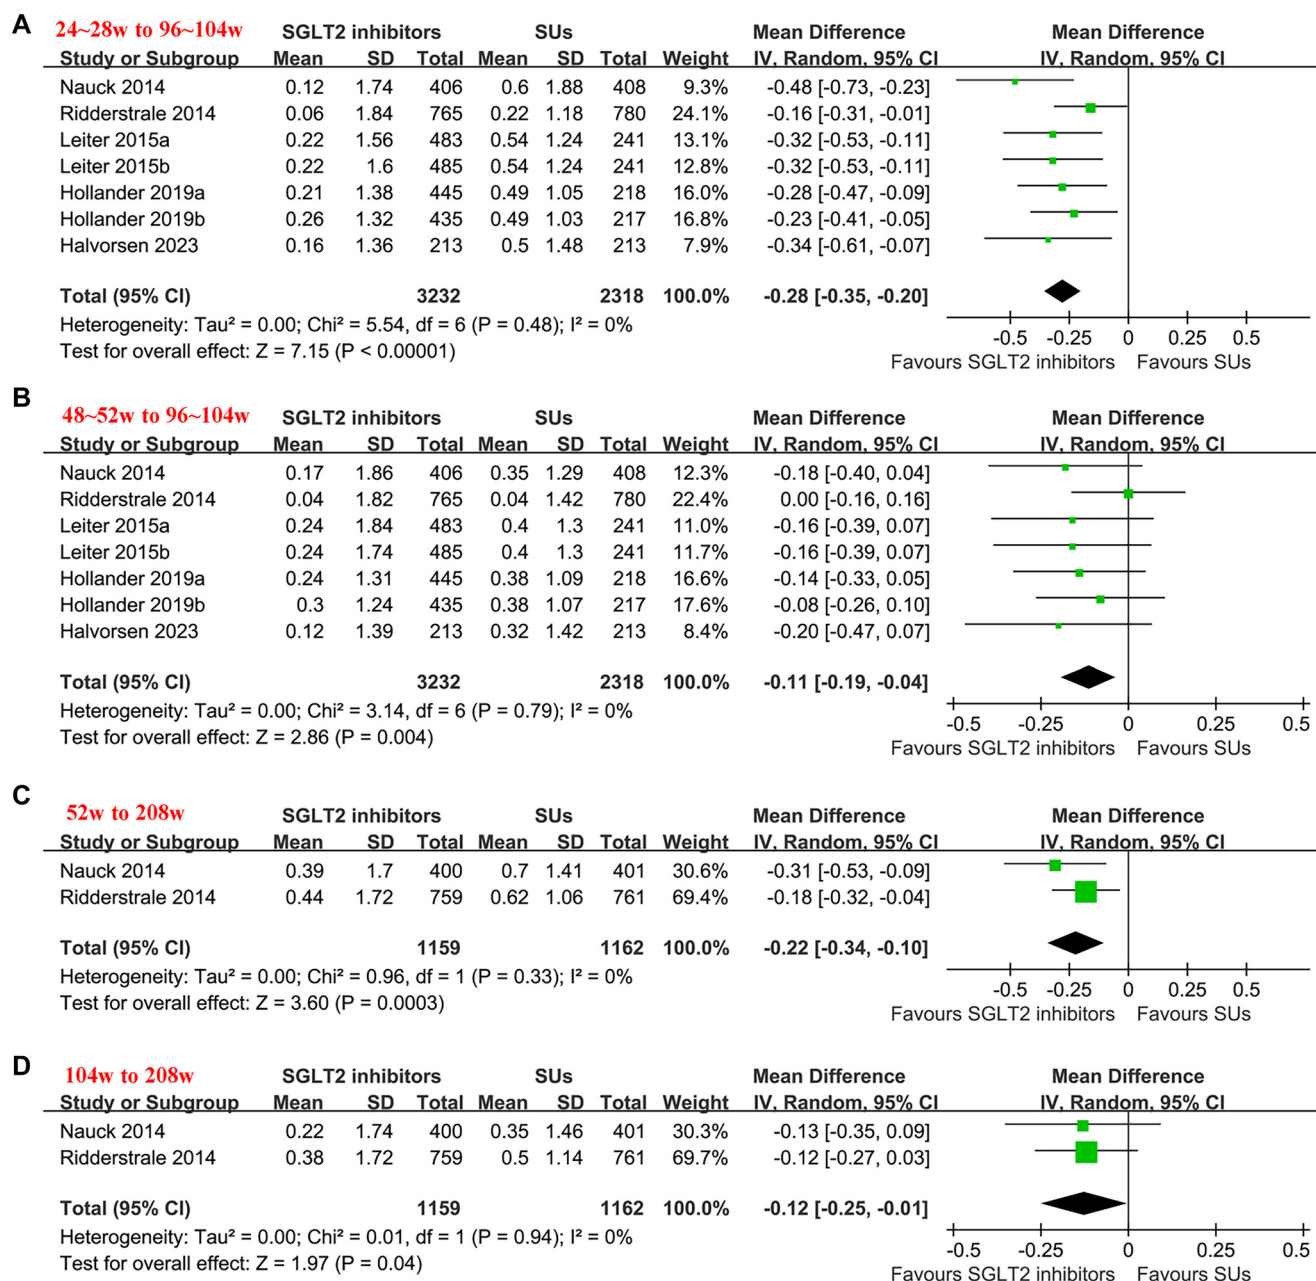 A 24~28w to 96~104w SGLT2 inhibitors SUs Mean Difference Mean Difference
Study or Subgroup Mean SD Total Mean SD Total Weight IV, Random, 95% CI IV, Random, 95% CI
Nauck 2014 0.12 1.74 406 0.6 1.88 408 9.3% -0.48 [-0.73, -0.23]
Ridderstrale 2014 0.06 1.84 765 0.22 1.18 780 24.1% -0.16 [-0.31, -0.01]
Leiter 2015a 0.22 1.56 483 0.54 1.24 241 13.1% -0.32 [-0.53, -0.11]
Leiter 2015b 0.22 1.6 485 0.54 1.24 241 12.8% -0.32 [-0.53, -0.11]
Hollander 2019a 0.21 1.38 445 0.49 1.05 218 16.0% -0.28 [-0.47, -0.09]
Hollander 2019b 0.26 1.32 435 0.49 1.03 217 16.8% -0.23 [-0.41, -0.05]
Halvorsen 2023 0.16 1.36 213 0.5 1.48 213 7.9% -0.34 [-0.61, -0.07]
Total (95% CI) 3232 2318 100.0% -0.28 [-0.35, -0.20]
Heterogeneity: Tau² = 0.00; Chi² = 5.54, df = 6 (P = 0.48); I² = 0%
Test for overall effect: Z = 7.15 (P < 0.00001)
-0.5 -0.25 0 0.25 0.5
Favours SGLT2 inhibitors Favours SUs
B 48~52w to 96~104w SGLT2 inhibitors SUs Mean Difference Mean Difference
Study or Subgroup Mean SD Total Mean SD Total Weight IV, Random, 95% CI IV, Random, 95% CI
Nauck 2014 0.17 1.86 406 0.35 1.29 408 12.3% -0.18 [-0.40, 0.04]
Ridderstrale 2014 0.04 1.82 765 0.04 1.42 780 22.4% 0.00 [-0.16, 0.16]
Leiter 2015a 0.24 1.84 483 0.4 1.3 241 11.0% -0.16 [-0.39, 0.07]
Leiter 2015b 0.24 1.74 485 0.4 1.3 241 11.7% -0.16 [-0.39, 0.07]
Hollander 2019a 0.24 1.31 445 0.38 1.09 218 16.6% -0.14 [-0.33, 0.05]
Hollander 2019b 0.3 1.24 435 0.38 1.07 217 17.6% -0.08 [-0.26, 0.10]
Halvorsen 2023 0.12 1.39 213 0.32 1.42 213 8.4% -0.20 [-0.47, 0.07]
Total (95% CI) 3232 2318 100.0% -0.11 [-0.19, -0.04]
Heterogeneity: Tau² = 0.00; Chi² = 3.14, df = 6 (P = 0.79); I² = 0%
Test for overall effect: Z = 2.86 (P = 0.004)
-0.5 -0.25 0 0.25 0.5
Favours SGLT2 inhibitors Favours SUs
C 52w to 208w SGLT2 inhibitors SUs Mean Difference Mean Difference
Study or Subgroup Mean SD Total Mean SD Total Weight IV, Random, 95% CI IV, Random, 95% CI
Nauck 2014 0.39 1.7 400 0.7 1.41 401 30.6% -0.31 [-0.53, -0.09]
Ridderstrale 2014 0.44 1.72 759 0.62 1.06 761 69.4% -0.18 [-0.32, -0.04]
Total (95% CI) 1159 1162 100.0% -0.22 [-0.34, -0.10]
Heterogeneity: Tau² = 0.00; Chi² = 0.96, df = 1 (P = 0.33); I² = 0%
Test for overall effect: Z = 3.60 (P = 0.0003)
-0.5 -0.25 0 0.25 0.5
Favours SGLT2 inhibitors Favours SUs
D 104w to 208w SGLT2 inhibitors SUs Mean Difference Mean Difference
Study or Subgroup Mean SD Total Mean SD Total Weight IV, Random, 95% CI IV, Random, 95% CI
Nauck 2014 0.22 1.74 400 0.35 1.46 401 30.3% -0.13 [-0.35, 0.09]
Ridderstrale 2014 0.38 1.72 759 0.5 1.14 761 69.7% -0.12 [-0.27, 0.03]
Total (95% CI) 1159 1162 100.0% -0.12 [-0.25, -0.01]
Heterogeneity: Tau² = 0.00; Chi² = 0.01, df = 1 (P = 0.94); I² = 0%
Test for overall effect: Z = 1.97 (P = 0.04)
-0.5 -0.25 0 0.25 0.5
Favours SGLT2 inhibitors Favours SUs